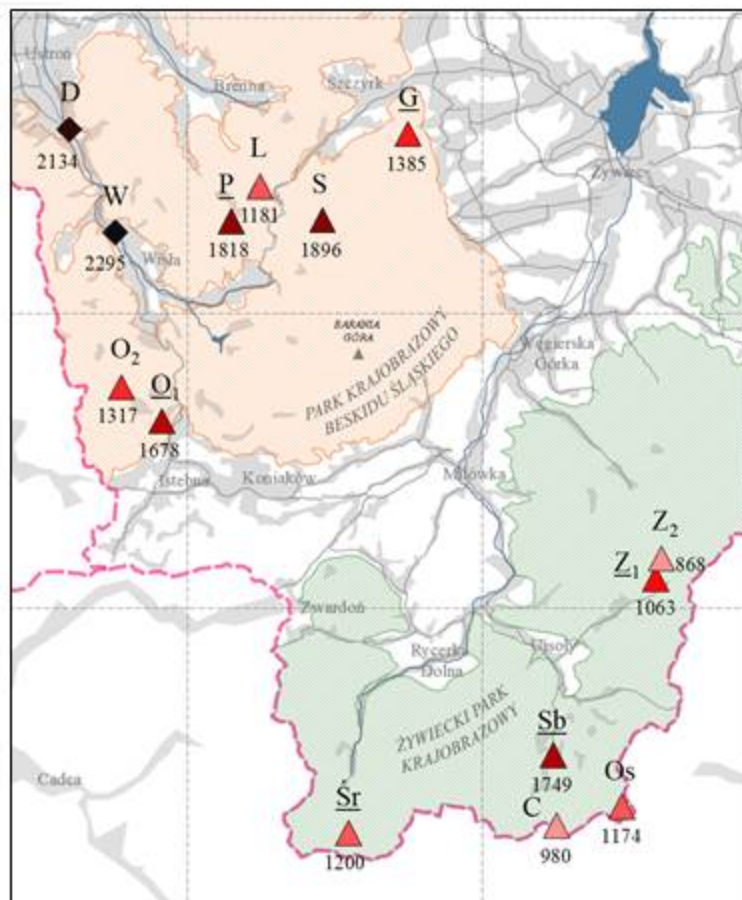 Ustroń
Brenna
Szczyrk
G
1385
D
2134
L
1181
P
1818
S
1896
Żywiec
W
2295
Wisła
BARANIA
GÓRA
PARK KRAJOBRAZOWY
BESKIDU ŚLĄSKIEGO
Węgierska
Górka
O2
1317
O1
1678
Istebna
Koniaków
Milówka
Z2
868
Z1
1063
Zwardoń
Rycerka
Dolna
Ujsoły
ŻYWIECKI PARK
KRAJOBRAZOWY
Sb
1749
Cadca
Os
1174
Śr
1200
C
980